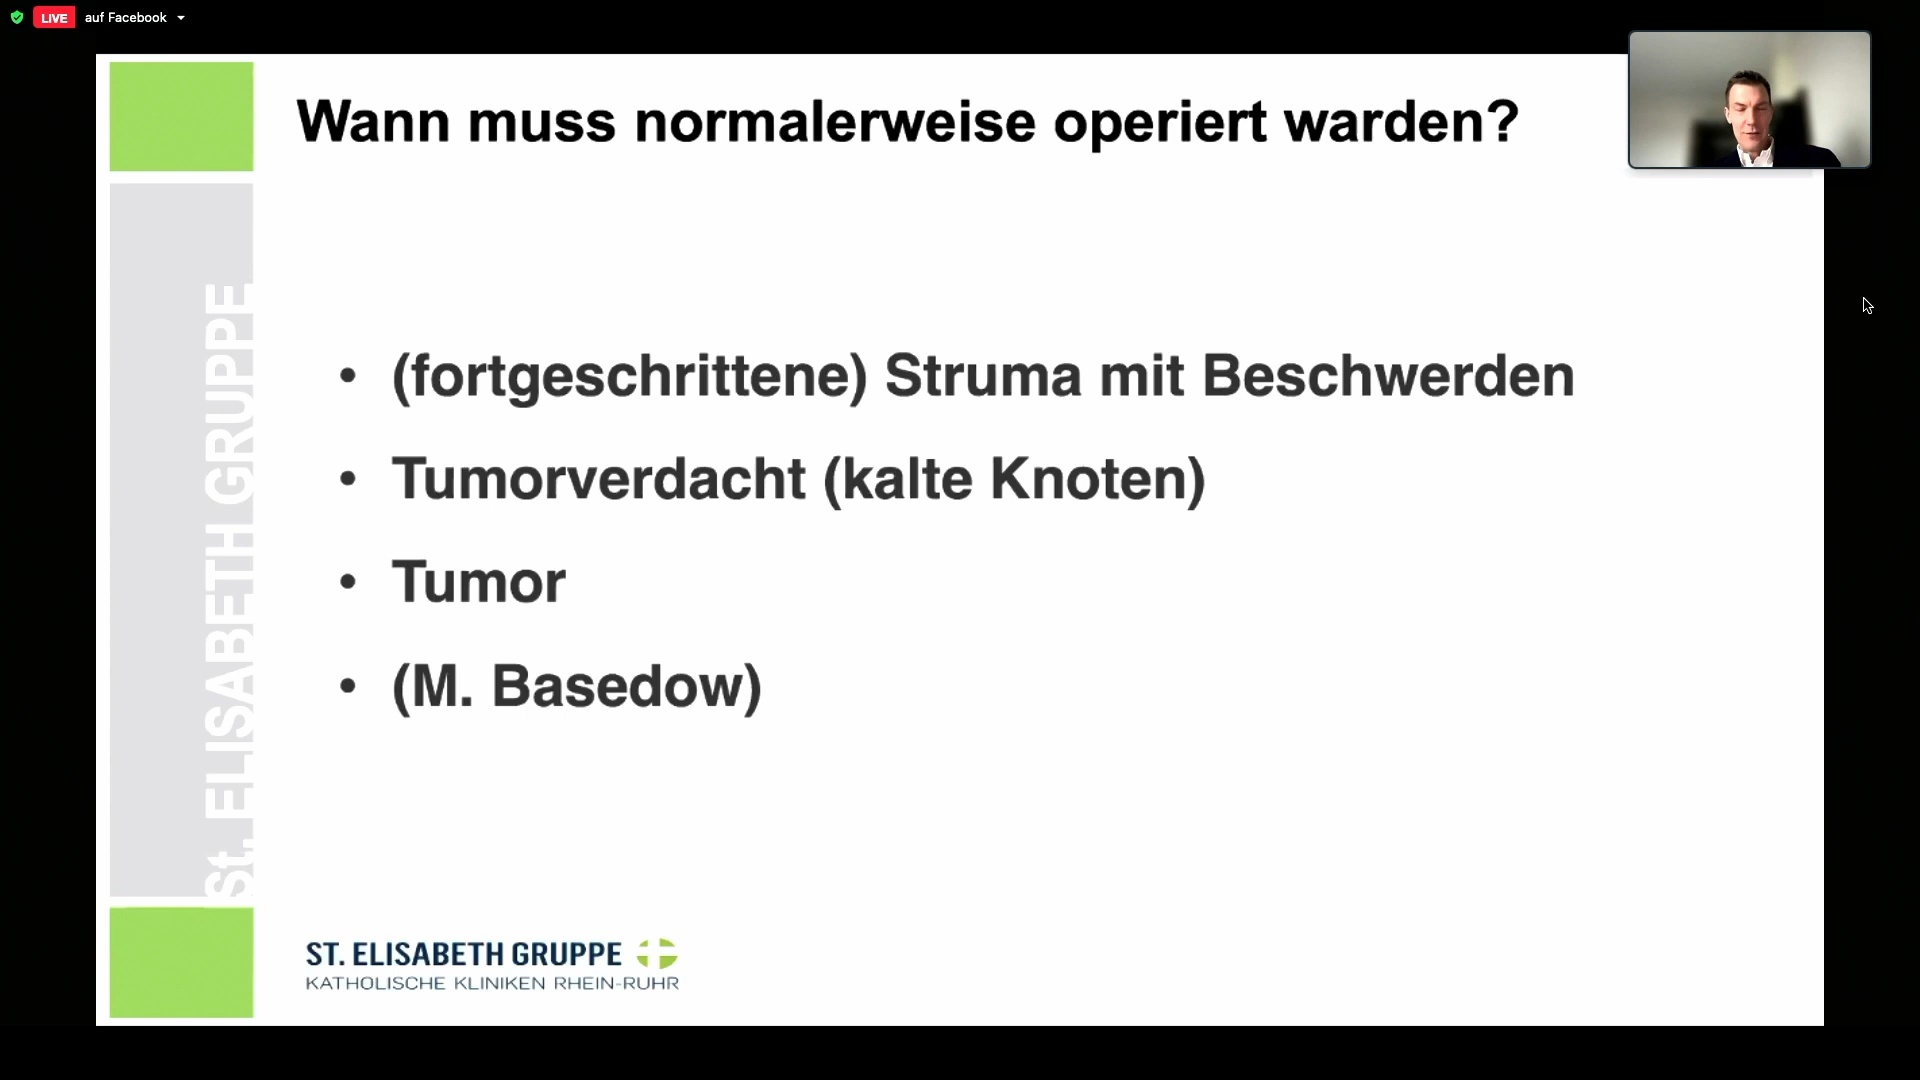 LIVE auf Facebook
Wann muss normalerweise operiert warden?
• (fortgeschrittene) Struma mit Beschwerden
• Tumorverdacht (kalte Knoten)
• Tumor
• (M. Basedow)
St. ELISABETH GRUPPE
ST. ELISABETH GRUPPE
KATHOLISCHE KLINIKEN RHEIN-RUHR